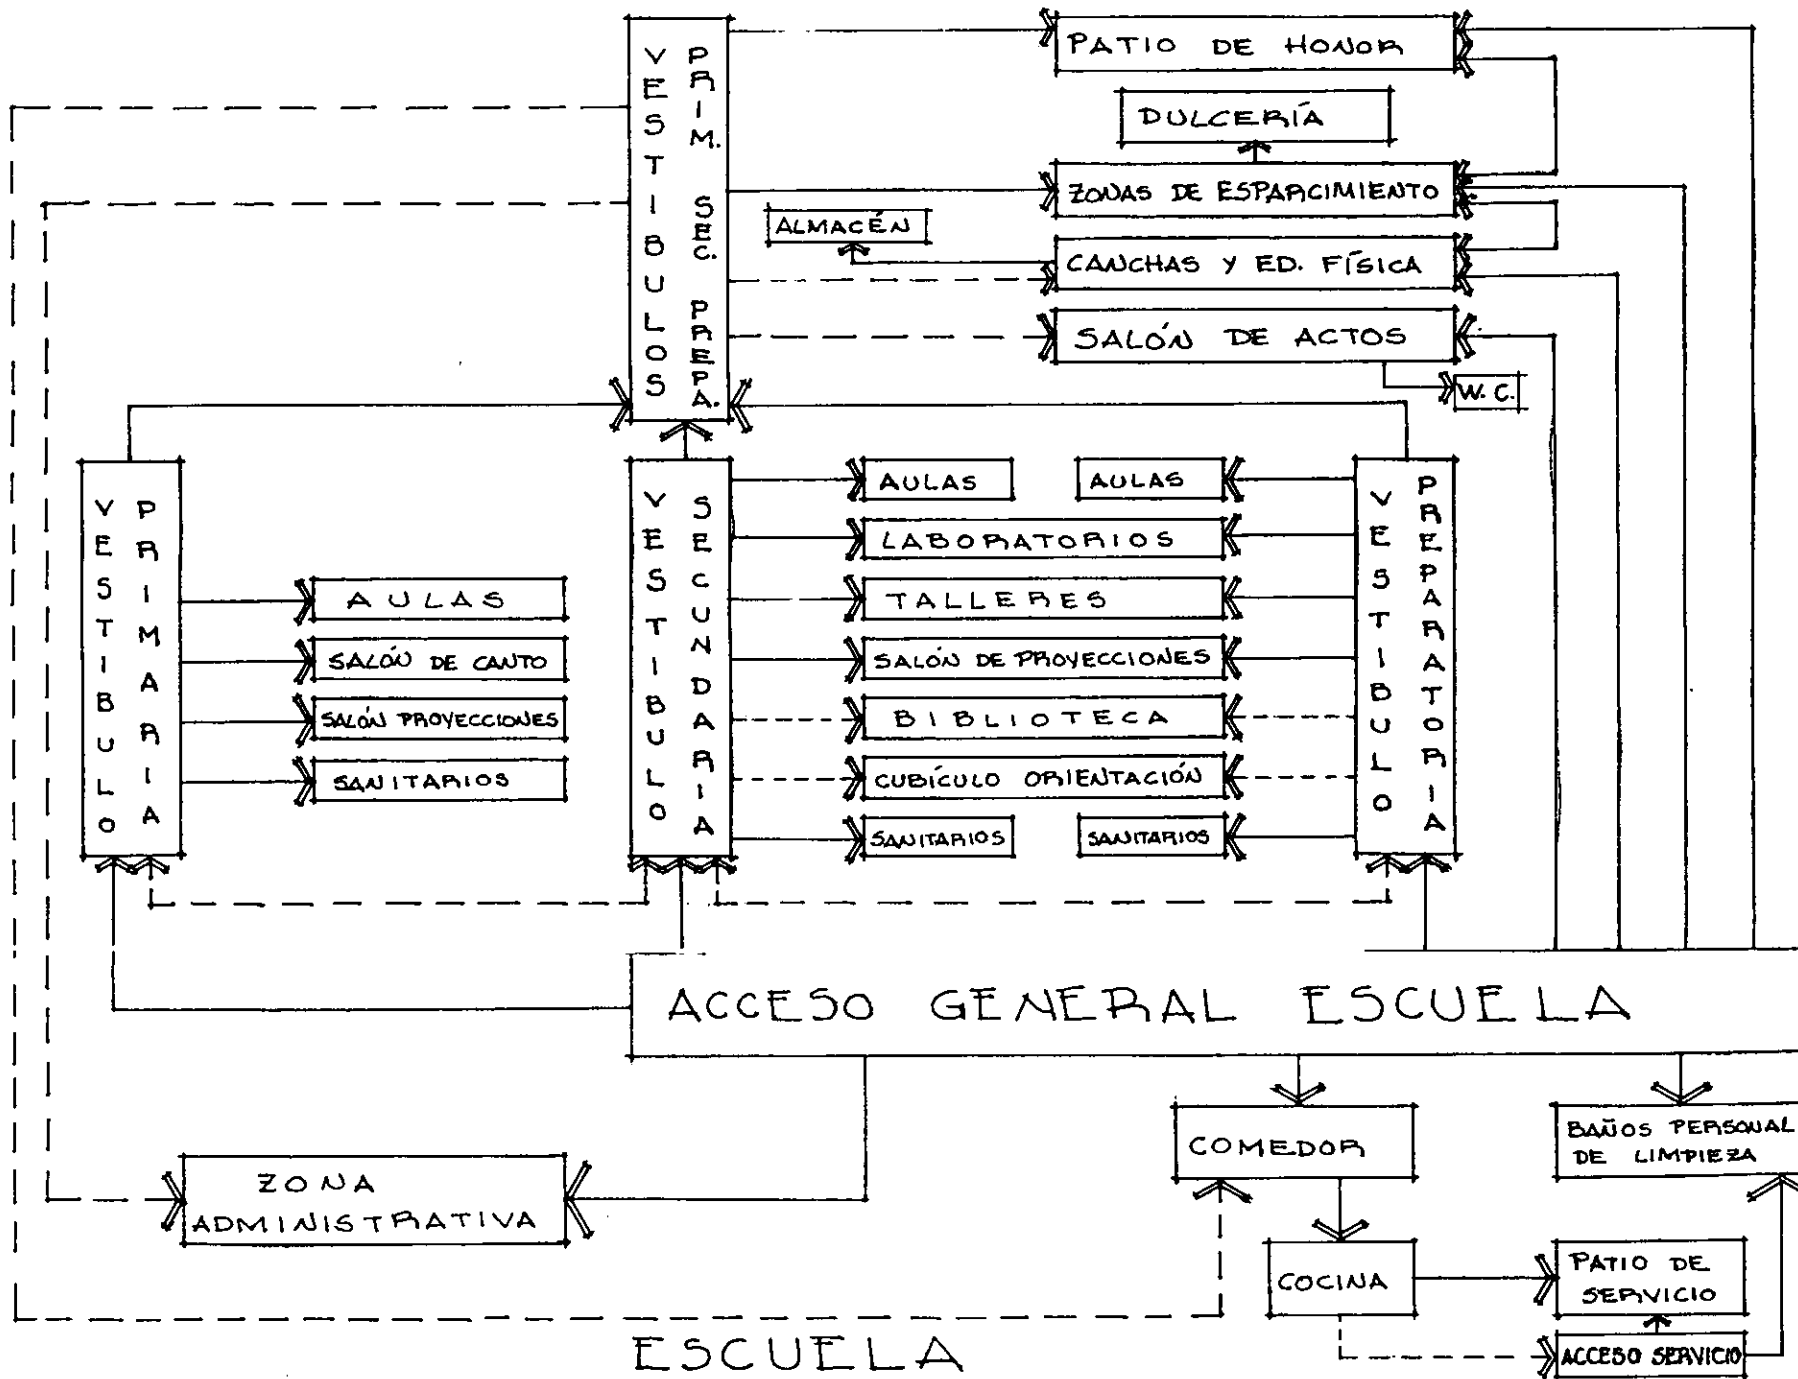 VESTIBULOS
PRIM. SEC. PREPA.
PATIO DE HONOR
DULCERÍA
ZONAS DE ESPARCIMIENTO
ALMACÉN
CANCHAS Y ED. FÍSICA
SALÓN DE ACTOS
W.C.
VESTIBULO
PRIMARIA
AULAS
SALÓN DE CANTO
SALÓN PROYECCIONES
SANITARIOS
VESTIBULO
SECUNDARIA
AULAS
AULAS
LABORATORIOS
TALLERES
SALÓN DE PROYECCIONES
BIBLIOTECA
CUBÍCULO ORIENTACIÓN
SANITARIOS
SANITARIOS
VESTIBULO
PREPARATORIA
ACCESO GENERAL ESCUELA
ZONA
ADMINISTRATIVA
COMEDOR
BAÑOS PERSONAL
DE LIMPIEZA
COCINA
PATIO DE
SERVICIO
ACCESO SERVICIO
ESCUELA